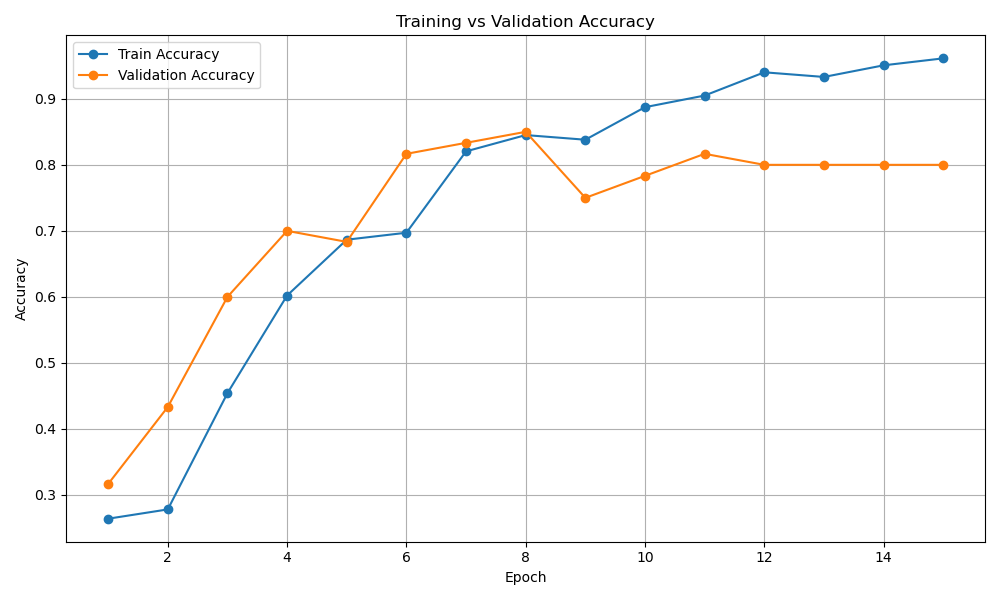 Training vs Validation Accuracy
Train Accuracy
Validation Accuracy
Accuracy
0.9
0.8
0.7
0.6
0.5
0.4
0.3
2 4 6 8 10 12 14
Epoch